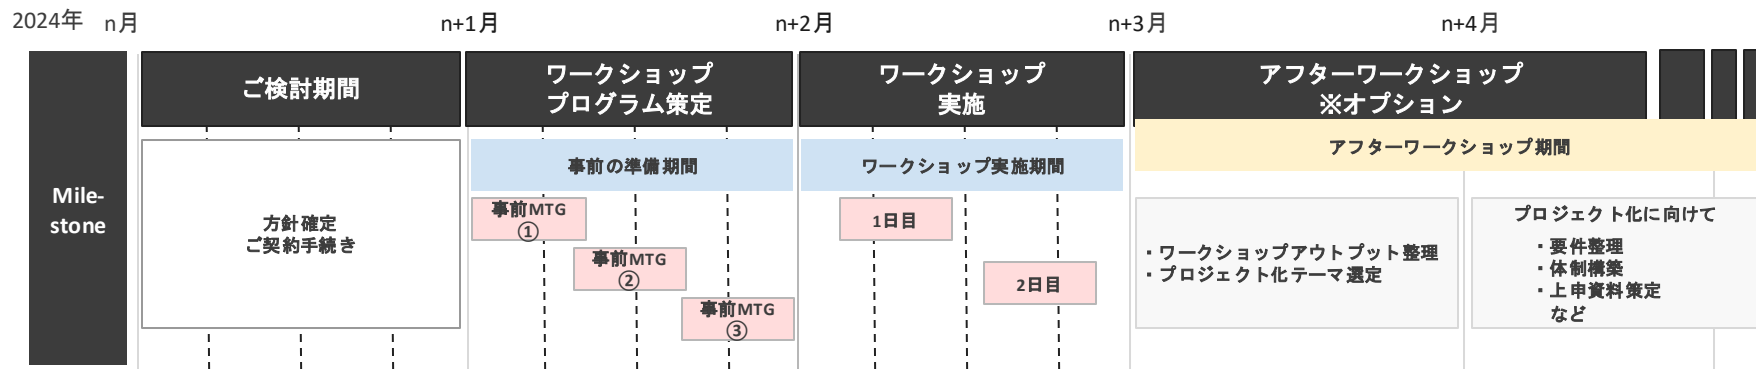 2024年 n月 n+1月 n+2月 n+3月 n+4月
ご検討期間
ワークショップ
プログラム策定
ワークショップ
実施
アフターワークショップ
※オプション
Mile-
stone
方針確定
ご契約手続き
事前の準備期間
事前MTG
①
事前MTG
②
事前MTG
③
ワークショップ実施期間
1日目
2日目
アフターワークショップ期間
・ワークショップアウトプット整理
・プロジェクト化テーマ選定
プロジェクト化に向けて
・要件整理
・体制構築
・上申資料策定
など